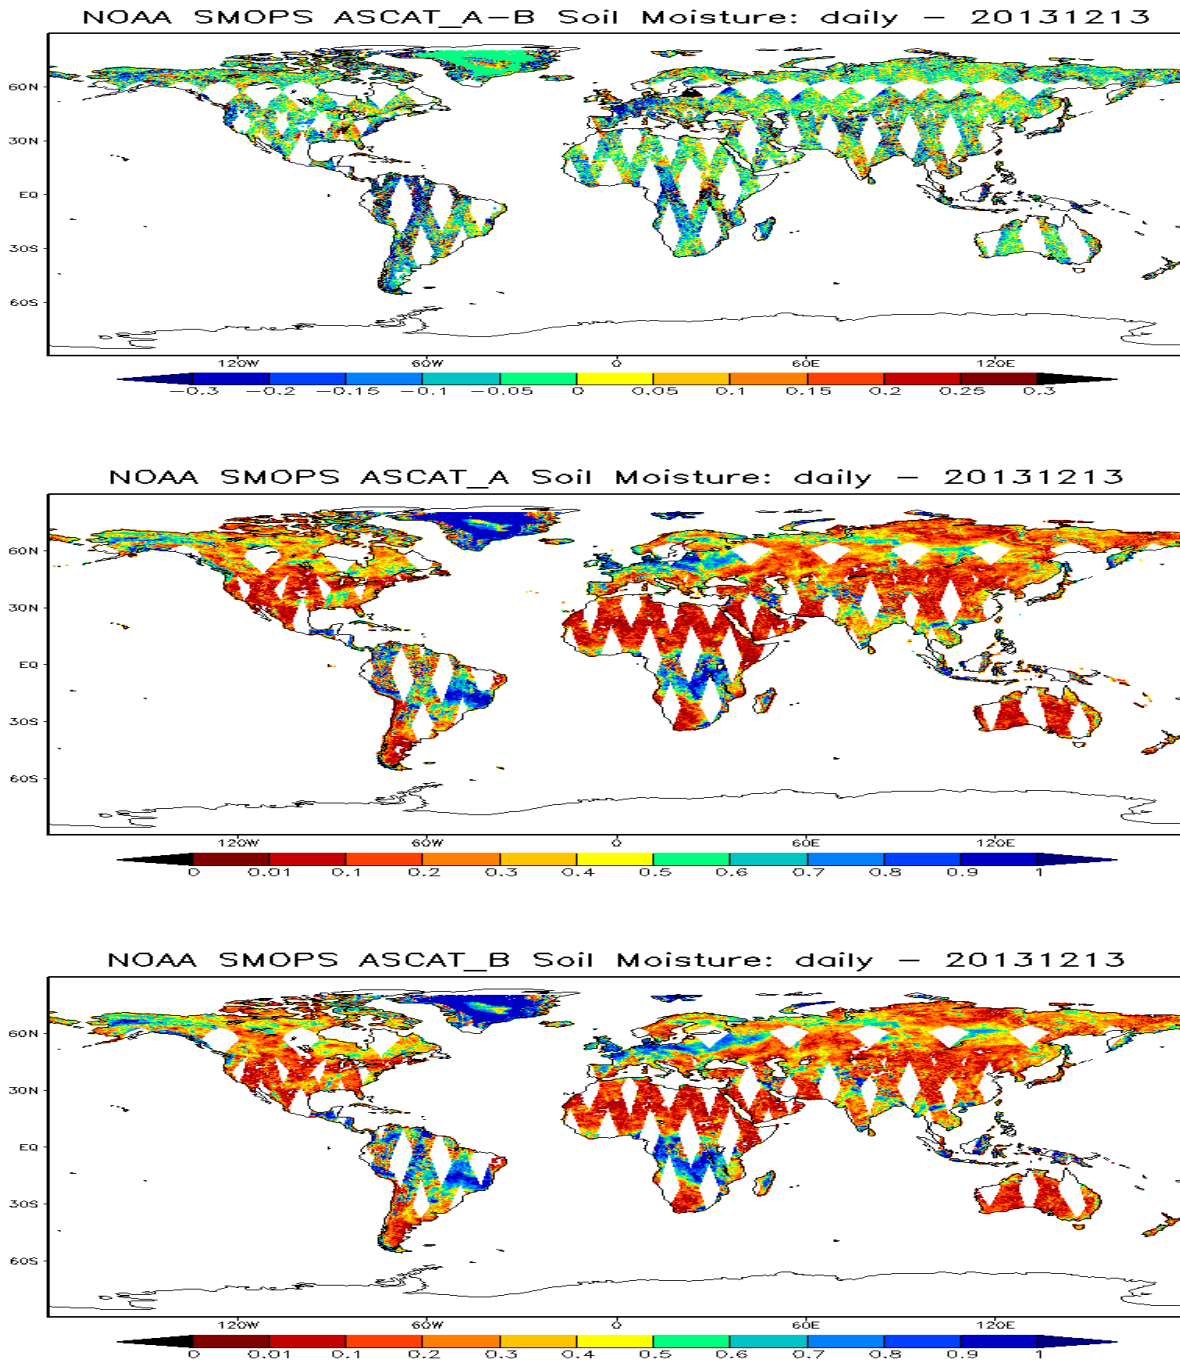 NOAA SMOPS ASCAT_A-B Soil Moisture: daily - 20131213
60N
30N
EQ
30S
60S
120W 60W 0 60E 120E
-0.3 -0.2 -0.15 -0.1 -0.05 0 0.05 0.1 0.15 0.2 0.25 0.3
NOAA SMOPS ASCAT_A Soil Moisture: daily - 20131213
60N
30N
EQ
30S
60S
120W 60W 0 60E 120E
0 0.01 0.1 0.2 0.3 0.4 0.5 0.6 0.7 0.8 0.9 1
NOAA SMOPS ASCAT_B Soil Moisture: daily - 20131213
60N
30N
EQ
30S
60S
120W 60W 0 60E 120E
0 0.01 0.1 0.2 0.3 0.4 0.5 0.6 0.7 0.8 0.9 1